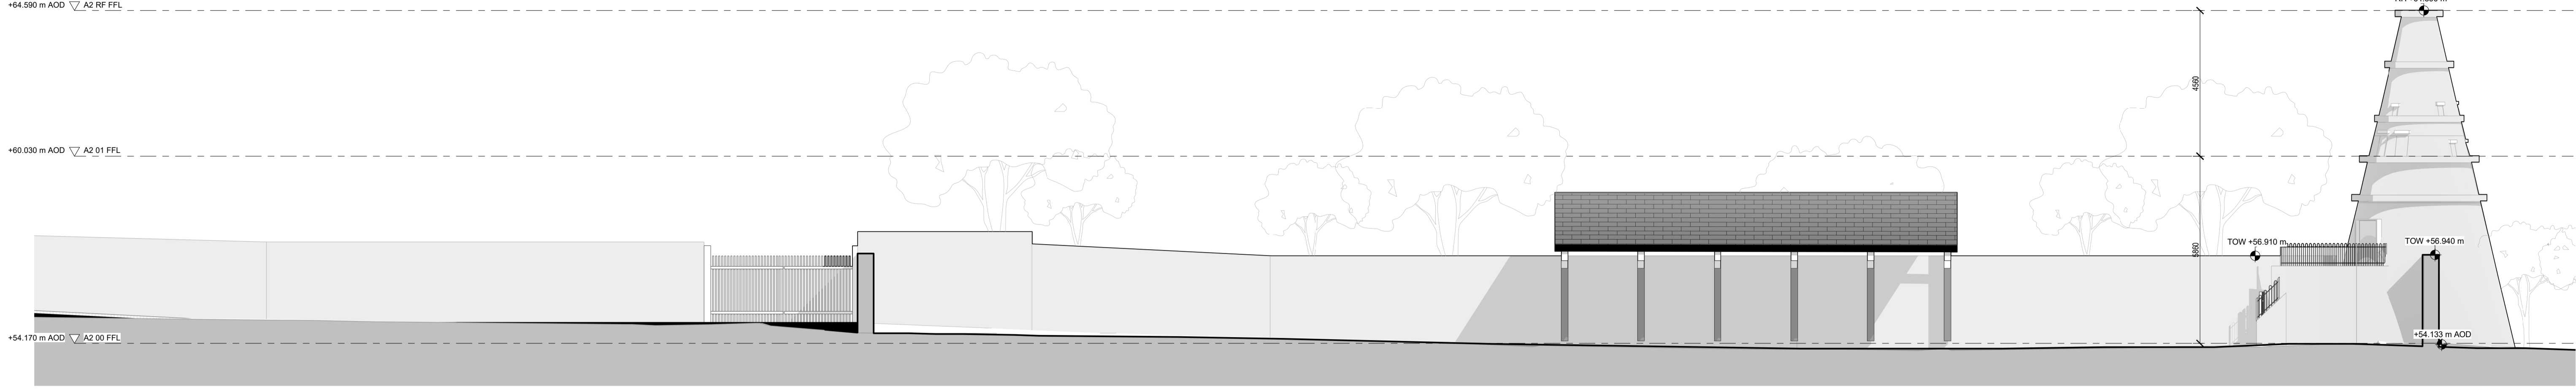 +64.590 m AOD A2 RF FFL
4560
+60.030 m AOD A2 01 FFL
5860
TOW +56.910 m
TOW +56.940 m
+54.170 m AOD A2 00 FFL
+54.133 m AOD